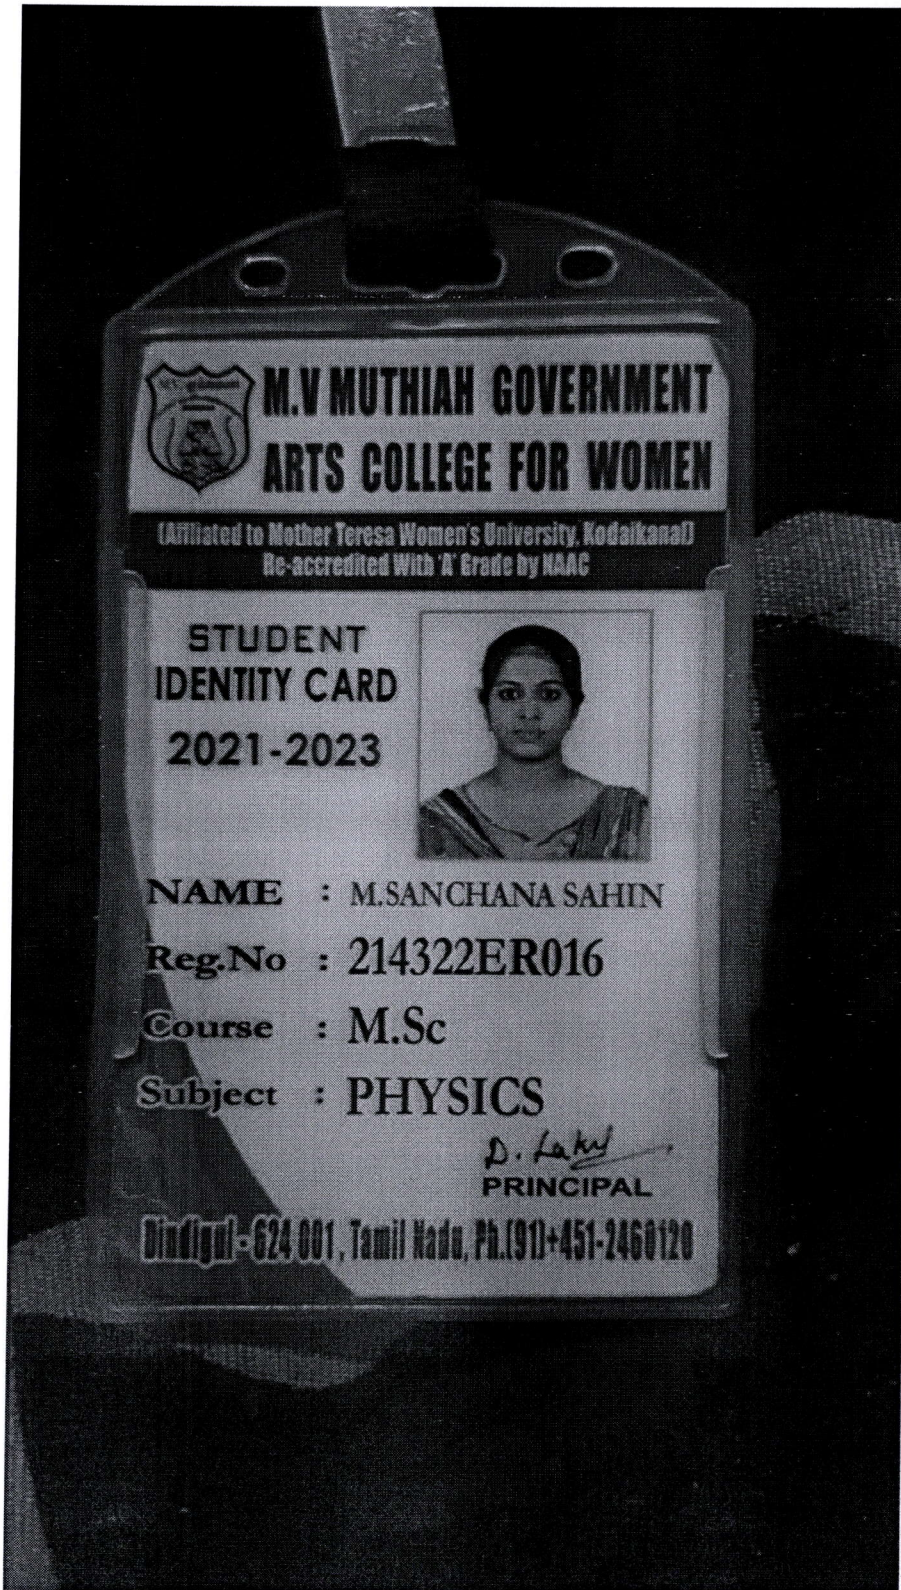 M.V MUTHIAH GOVERNMENT
ARTS COLLEGE FOR WOMEN
(Affiliated to Mother Teresa Women's University, Kodaikanal)
Re-accredited With 'A' Grade by NAAC
STUDENT
IDENTITY CARD
2021-2023
NAME : M.SANCHANA SAHIN
Reg.No : 214322ER016
Course : M.Sc
Subject : PHYSICS
PRINCIPAL
Dindigul - 624 001, Tamil Nadu, Ph.(91)+451-2460120